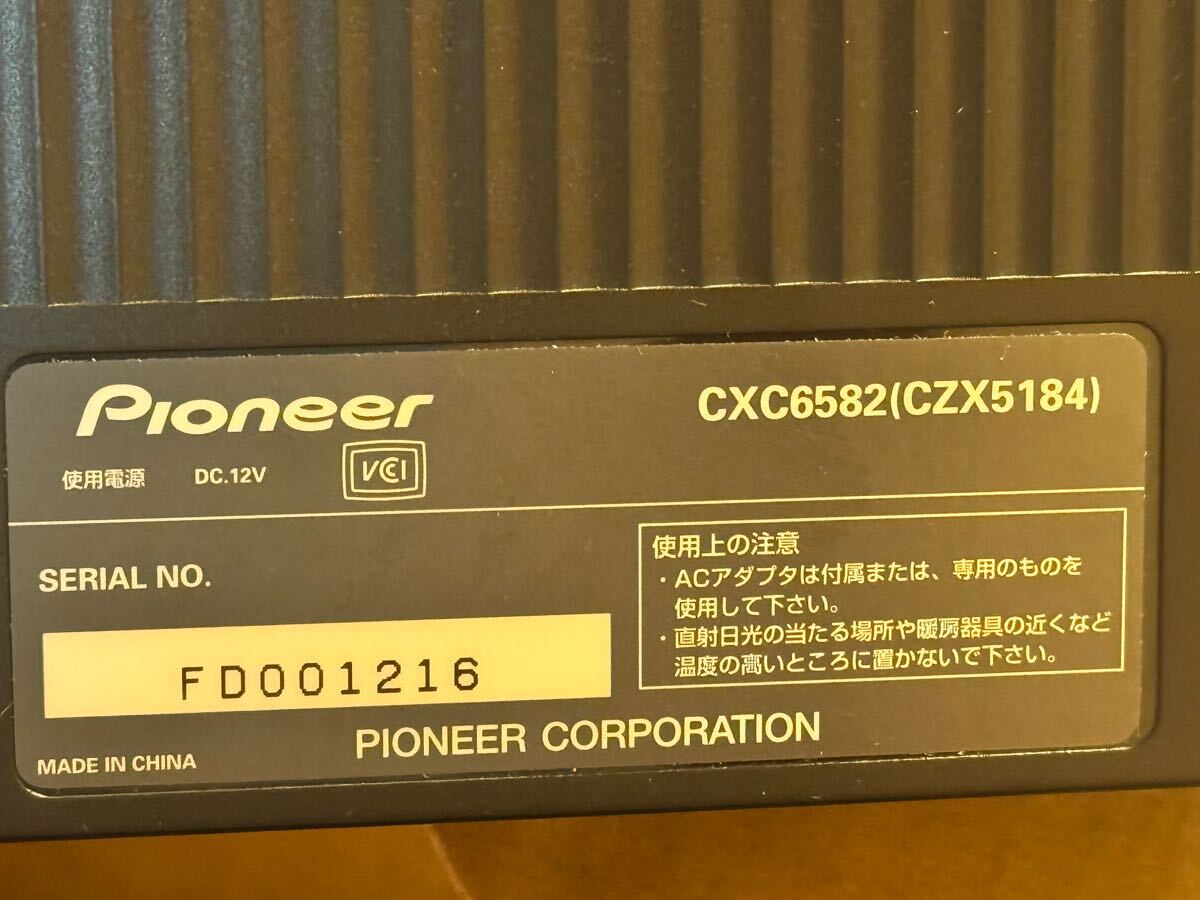 Pioneer
CXC6582(CZX5184)
使用電源 DC.12V VCI
SERIAL NO.
FD001216
使用上の注意
・ACアダプタは付属または、専用のものを
使用して下さい。
・直射日光の当たる場所や暖房器具の近くなど
温度の高いところに置かないで下さい。
PIONEER CORPORATION
MADE IN CHINA